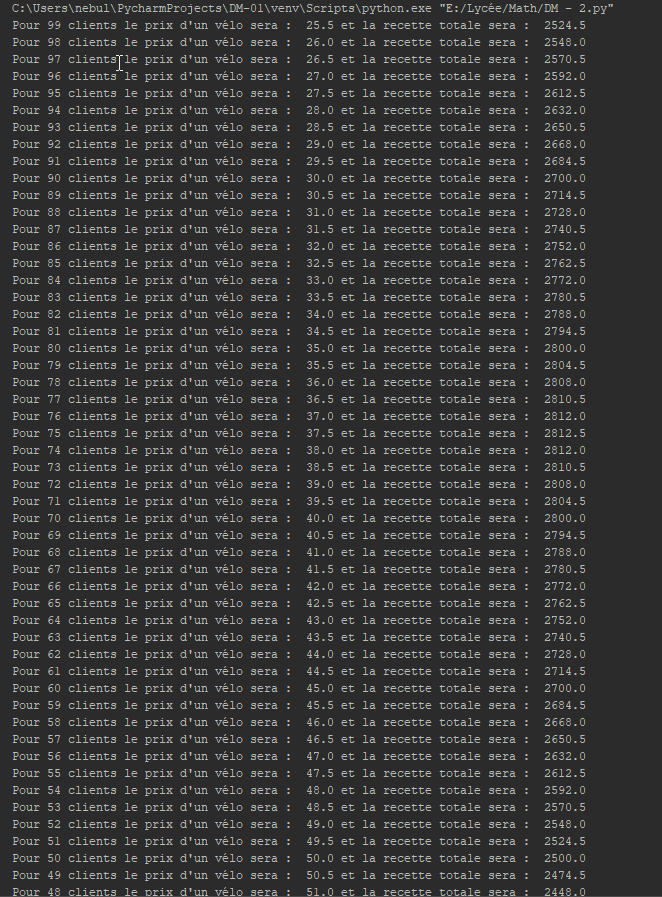 C:\Users\nebul\PycharmProjects\DM-01\venv\Scripts\python.exe "E:/Lycée/Math/DM - 2.py"
Pour 99 clients le prix d'un vélo sera :  25.5 et la recette totale sera :  2524.5
Pour 98 clients le prix d'un vélo sera :  26.0 et la recette totale sera :  2548.0
Pour 97 clients le prix d'un vélo sera :  26.5 et la recette totale sera :  2570.5
Pour 96 clients le prix d'un vélo sera :  27.0 et la recette totale sera :  2592.0
Pour 95 clients le prix d'un vélo sera :  27.5 et la recette totale sera :  2612.5
Pour 94 clients le prix d'un vélo sera :  28.0 et la recette totale sera :  2632.0
Pour 93 clients le prix d'un vélo sera :  28.5 et la recette totale sera :  2650.5
Pour 92 clients le prix d'un vélo sera :  29.0 et la recette totale sera :  2668.0
Pour 91 clients le prix d'un vélo sera :  29.5 et la recette totale sera :  2684.5
Pour 90 clients le prix d'un vélo sera :  30.0 et la recette totale sera :  2700.0
Pour 89 clients le prix d'un vélo sera :  30.5 et la recette totale sera :  2714.5
Pour 88 clients le prix d'un vélo sera :  31.0 et la recette totale sera :  2728.0
Pour 87 clients le prix d'un vélo sera :  31.5 et la recette totale sera :  2740.5
Pour 86 clients le prix d'un vélo sera :  32.0 et la recette totale sera :  2752.0
Pour 85 clients le prix d'un vélo sera :  32.5 et la recette totale sera :  2762.5
Pour 84 clients le prix d'un vélo sera :  33.0 et la recette totale sera :  2772.0
Pour 83 clients le prix d'un vélo sera :  33.5 et la recette totale sera :  2780.5
Pour 82 clients le prix d'un vélo sera :  34.0 et la recette totale sera :  2788.0
Pour 81 clients le prix d'un vélo sera :  34.5 et la recette totale sera :  2794.5
Pour 80 clients le prix d'un vélo sera :  35.0 et la recette totale sera :  2800.0
Pour 79 clients le prix d'un vélo sera :  35.5 et la recette totale sera :  2804.5
Pour 78 clients le prix d'un vélo sera :  36.0 et la recette totale sera :  2808.0
Pour 77 clients le prix d'un vélo sera :  36.5 et la recette totale sera :  2810.5
Pour 76 clients le prix d'un vélo sera :  37.0 et la recette totale sera :  2812.0
Pour 75 clients le prix d'un vélo sera :  37.5 et la recette totale sera :  2812.5
Pour 74 clients le prix d'un vélo sera :  38.0 et la recette totale sera :  2812.0
Pour 73 clients le prix d'un vélo sera :  38.5 et la recette totale sera :  2810.5
Pour 72 clients le prix d'un vélo sera :  39.0 et la recette totale sera :  2808.0
Pour 71 clients le prix d'un vélo sera :  39.5 et la recette totale sera :  2804.5
Pour 70 clients le prix d'un vélo sera :  40.0 et la recette totale sera :  2800.0
Pour 69 clients le prix d'un vélo sera :  40.5 et la recette totale sera :  2794.5
Pour 68 clients le prix d'un vélo sera :  41.0 et la recette totale sera :  2788.0
Pour 67 clients le prix d'un vélo sera :  41.5 et la recette totale sera :  2780.5
Pour 66 clients le prix d'un vélo sera :  42.0 et la recette totale sera :  2772.0
Pour 65 clients le prix d'un vélo sera :  42.5 et la recette totale sera :  2762.5
Pour 64 clients le prix d'un vélo sera :  43.0 et la recette totale sera :  2752.0
Pour 63 clients le prix d'un vélo sera :  43.5 et la recette totale sera :  2740.5
Pour 62 clients le prix d'un vélo sera :  44.0 et la recette totale sera :  2728.0
Pour 61 clients le prix d'un vélo sera :  44.5 et la recette totale sera :  2714.5
Pour 60 clients le prix d'un vélo sera :  45.0 et la recette totale sera :  2700.0
Pour 59 clients le prix d'un vélo sera :  45.5 et la recette totale sera :  2684.5
Pour 58 clients le prix d'un vélo sera :  46.0 et la recette totale sera :  2668.0
Pour 57 clients le prix d'un vélo sera :  46.5 et la recette totale sera :  2650.5
Pour 56 clients le prix d'un vélo sera :  47.0 et la recette totale sera :  2632.0
Pour 55 clients le prix d'un vélo sera :  47.5 et la recette totale sera :  2612.5
Pour 54 clients le prix d'un vélo sera :  48.0 et la recette totale sera :  2592.0
Pour 53 clients le prix d'un vélo sera :  48.5 et la recette totale sera :  2570.5
Pour 52 clients le prix d'un vélo sera :  49.0 et la recette totale sera :  2548.0
Pour 51 clients le prix d'un vélo sera :  49.5 et la recette totale sera :  2524.5
Pour 50 clients le prix d'un vélo sera :  50.0 et la recette totale sera :  2500.0
Pour 49 clients le prix d'un vélo sera :  50.5 et la recette totale sera :  2474.5
Pour 48 clients le prix d'un vélo sera :  51.0 et la recette totale sera :  2448.0